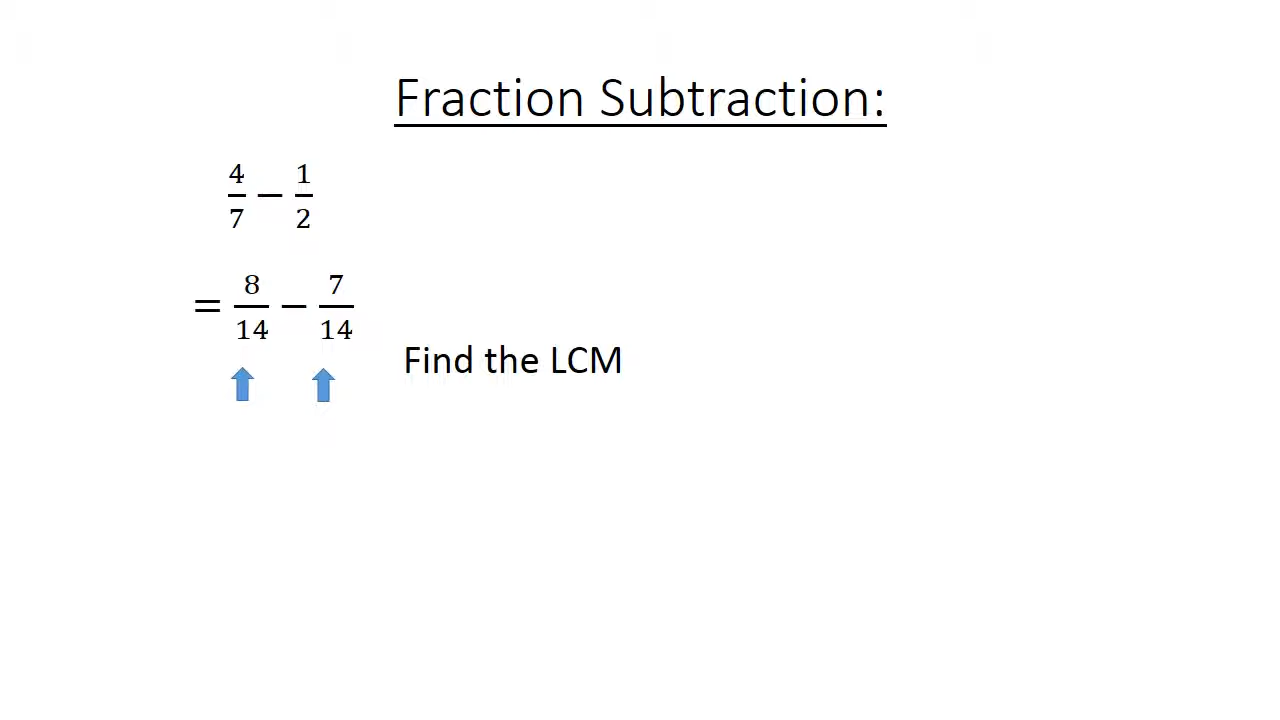 Fraction Subtraction:
4/7 − 1/2
= 8/14 − 7/14
Find the LCM